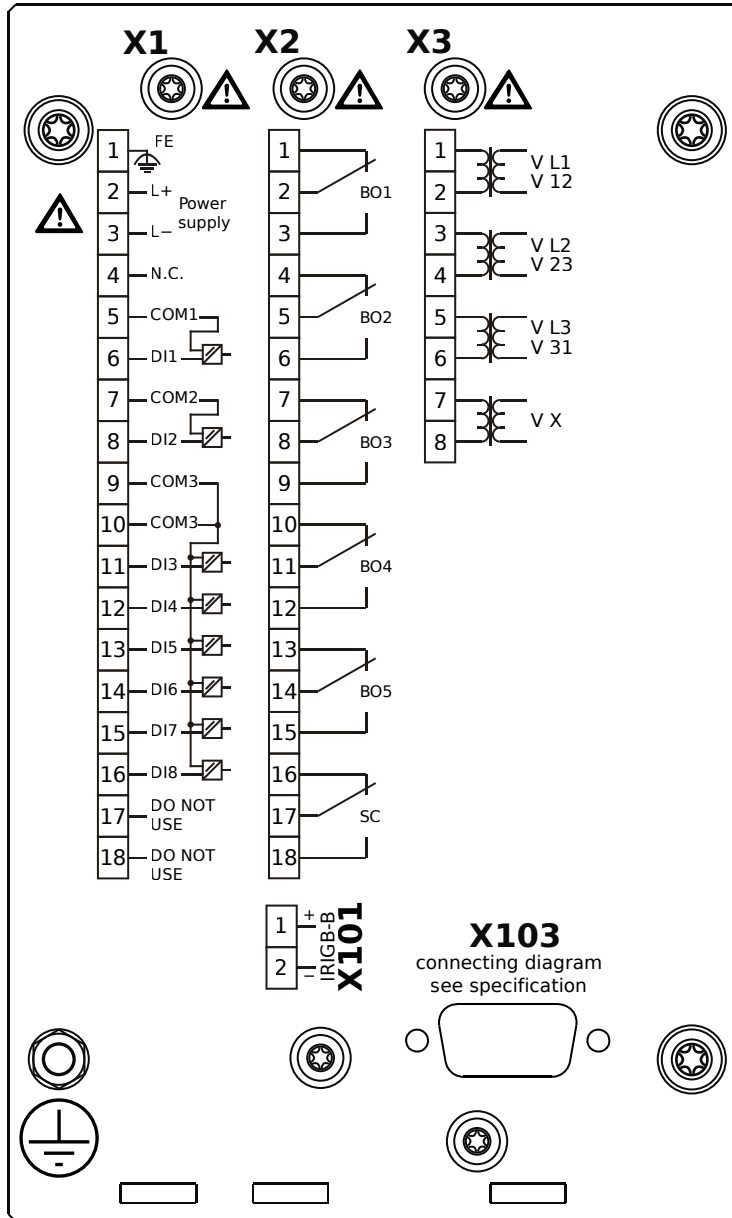 X1
X2
X3
1 FE
2 L+
3 L−
Power
supply
4 N.C.
5 COM1
6 DI1
7 COM2
8 DI2
9 COM3
10 COM3
11 DI3
12 DI4
13 DI5
14 DI6
15 DI7
16 DI8
17 DO NOT
USE
18 DO NOT
USE
1
2 BO1
3
4
5 BO2
6
7
8 BO3
9
10
11 BO4
12
13
14 BO5
15
16
17 SC
18
1 V L1
2 V 12
3 V L2
4 V 23
5 V L3
6 V 31
7
V X
8
1 +
2 −
IRIGB-B
X101
X103
connecting diagram
see specification